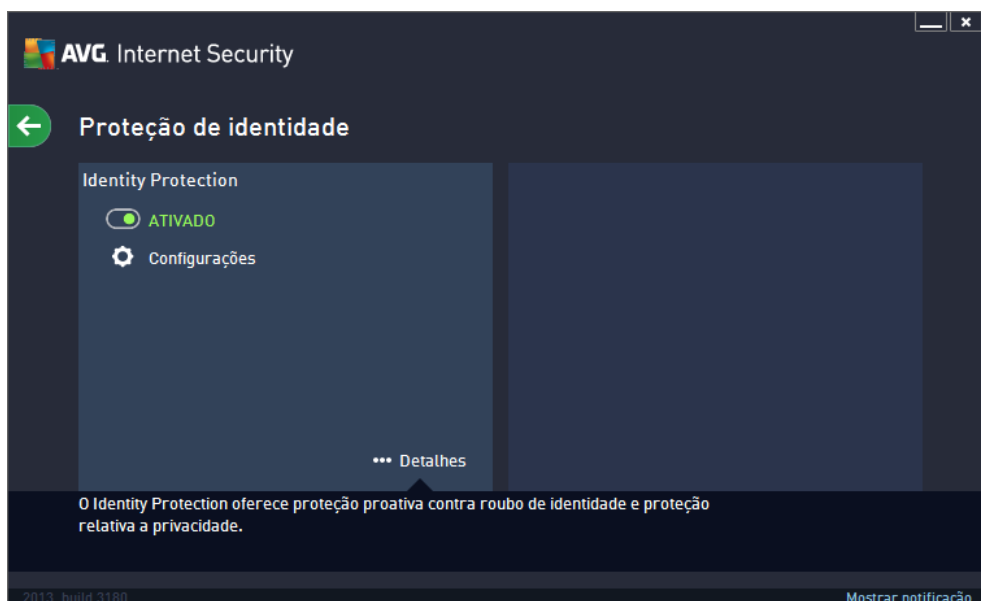 AVG. Internet Security
Proteção de identidade
Identity Protection
ATIVADO
Configurações
••• Detalhes
O Identity Protection oferece proteção proativa contra roubo de identidade e proteção
relativa a privacidade.
2013, build 3180
Mostrar notificação